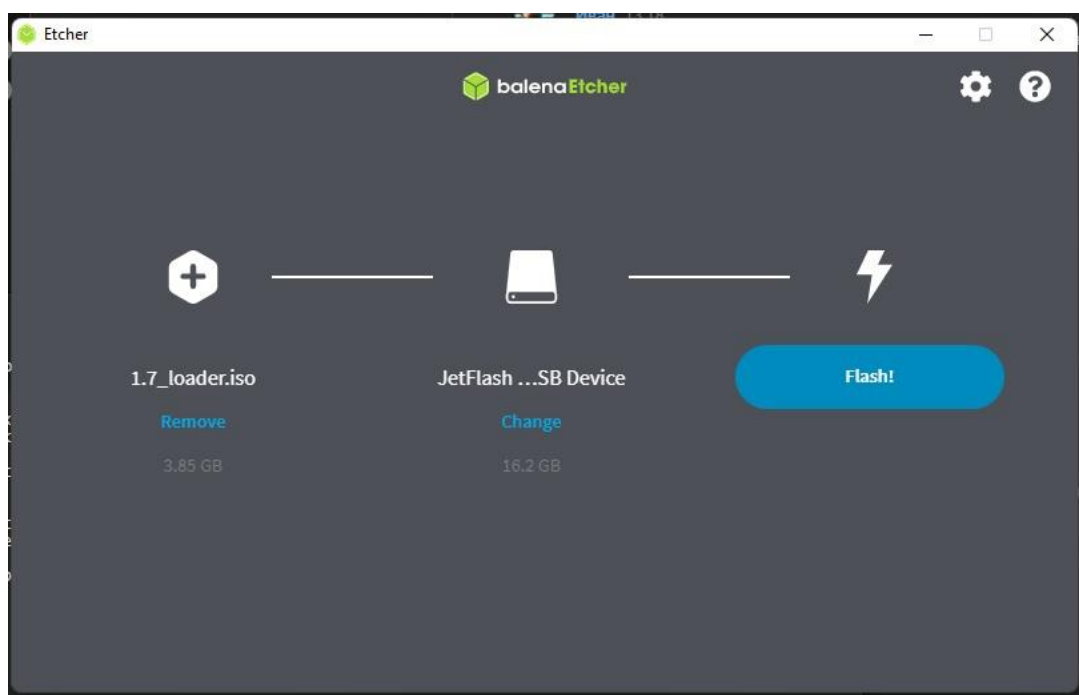 Etcher
balenaEtcher
1.7_loader.iso
JetFlash ...SB Device
Flash!
Remove
Change
3.85 GB
16.2 GB